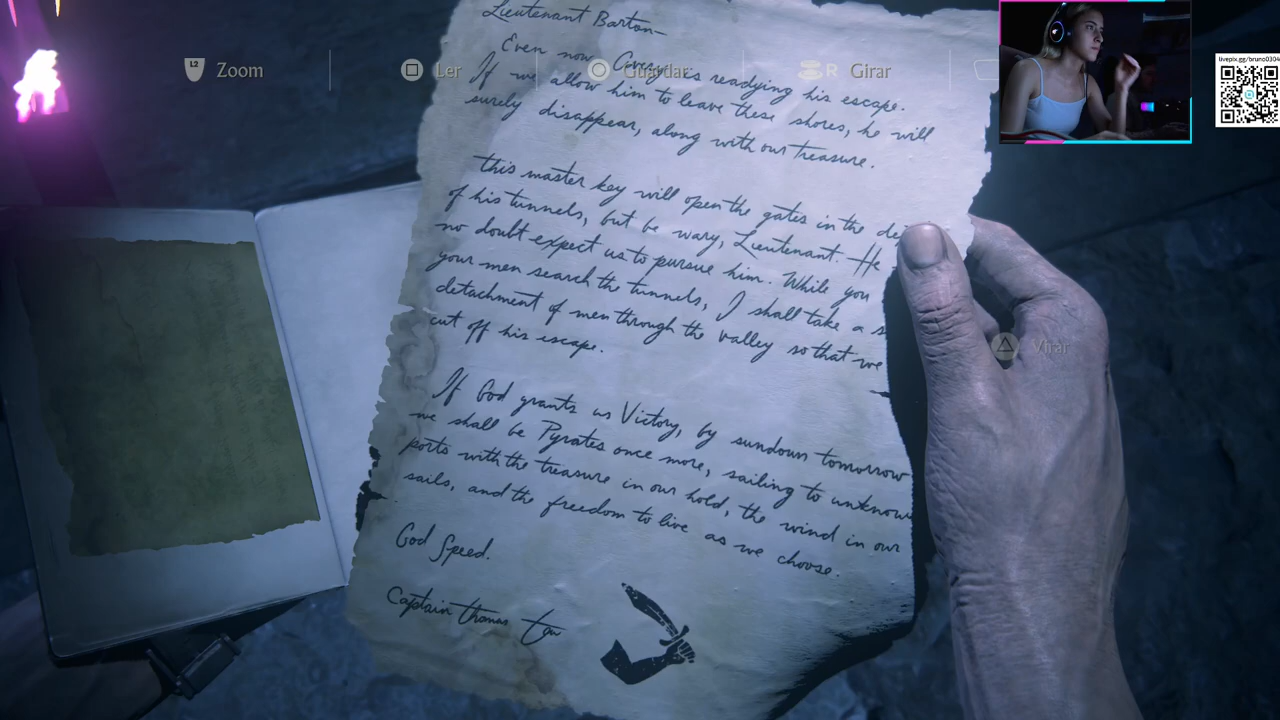 Lieutenant Barton—
Even now Avery is readying his escape.
If we allow him to leave these shores, he will
surely disappear, along with our treasure.
this master key will open the gates in the
of his tunnels, but be wary, Lieutenant. He
no doubt expect us to pursue him. While you
your men search the tunnels, I shall take a
detachment of men through the valley so that we
cut off his escape.
If God grants us Victory, by sundown tomorrow
we shall be Pyrates once more, sailing to unknown
ports with the treasure in our hold, the wind in our
sails, and the freedom to live as we choose.
God Speed.
Captain Thomas Tew
L2 Zoom
Ler
Guardar
R Girar
Virar
livepix.gg/bruno0304